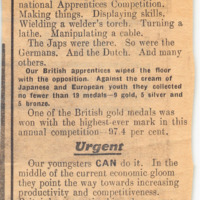 national Apprentices Competition.
Making things. Displaying skills.
Wielding a welder's torch. Turning a
lathe. Manipulating a cable.
The Japs were there. So were the
Germans. And the Dutch. And many
others.
Our British apprentices wiped the floor
with the opposition. Against the cream of
Japanese and European youth they collected
no fewer than 18 medals—9 gold, 5 silver and
5 bronze.
One of the British gold medals was
won with the highest-ever mark in this
annual competition—97.4 per cent.
Urgent
Our youngsters CAN do it. In the
middle of the current economic gloom
they point the way towards increasing
productivity and competitiveness.